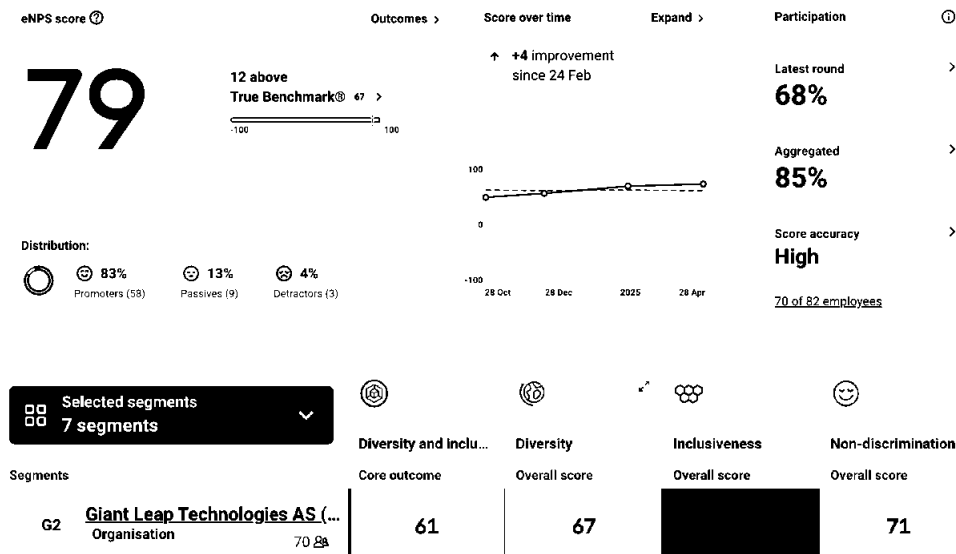 eNPS score
Outcomes >
79
12 above
True Benchmark® 67 >
-100
100
Distribution:
83%
Promoters (58)
13%
Passives (9)
4%
Detractors (3)
Score over time
Expand >
+4 improvement
since 24 Feb
100
0
-100
28 Oct
28 Dec
2025
28 Apr
Participation
Latest round
68%
Aggregated
85%
Score accuracy
High
70 of 82 employees
Selected segments
7 segments
Diversity and inclu...
Diversity
Inclusiveness
Non-discrimination
Segments
Core outcome
Overall score
Overall score
Overall score
G2
Giant Leap Technologies AS (...
Organisation
70
61
67
71